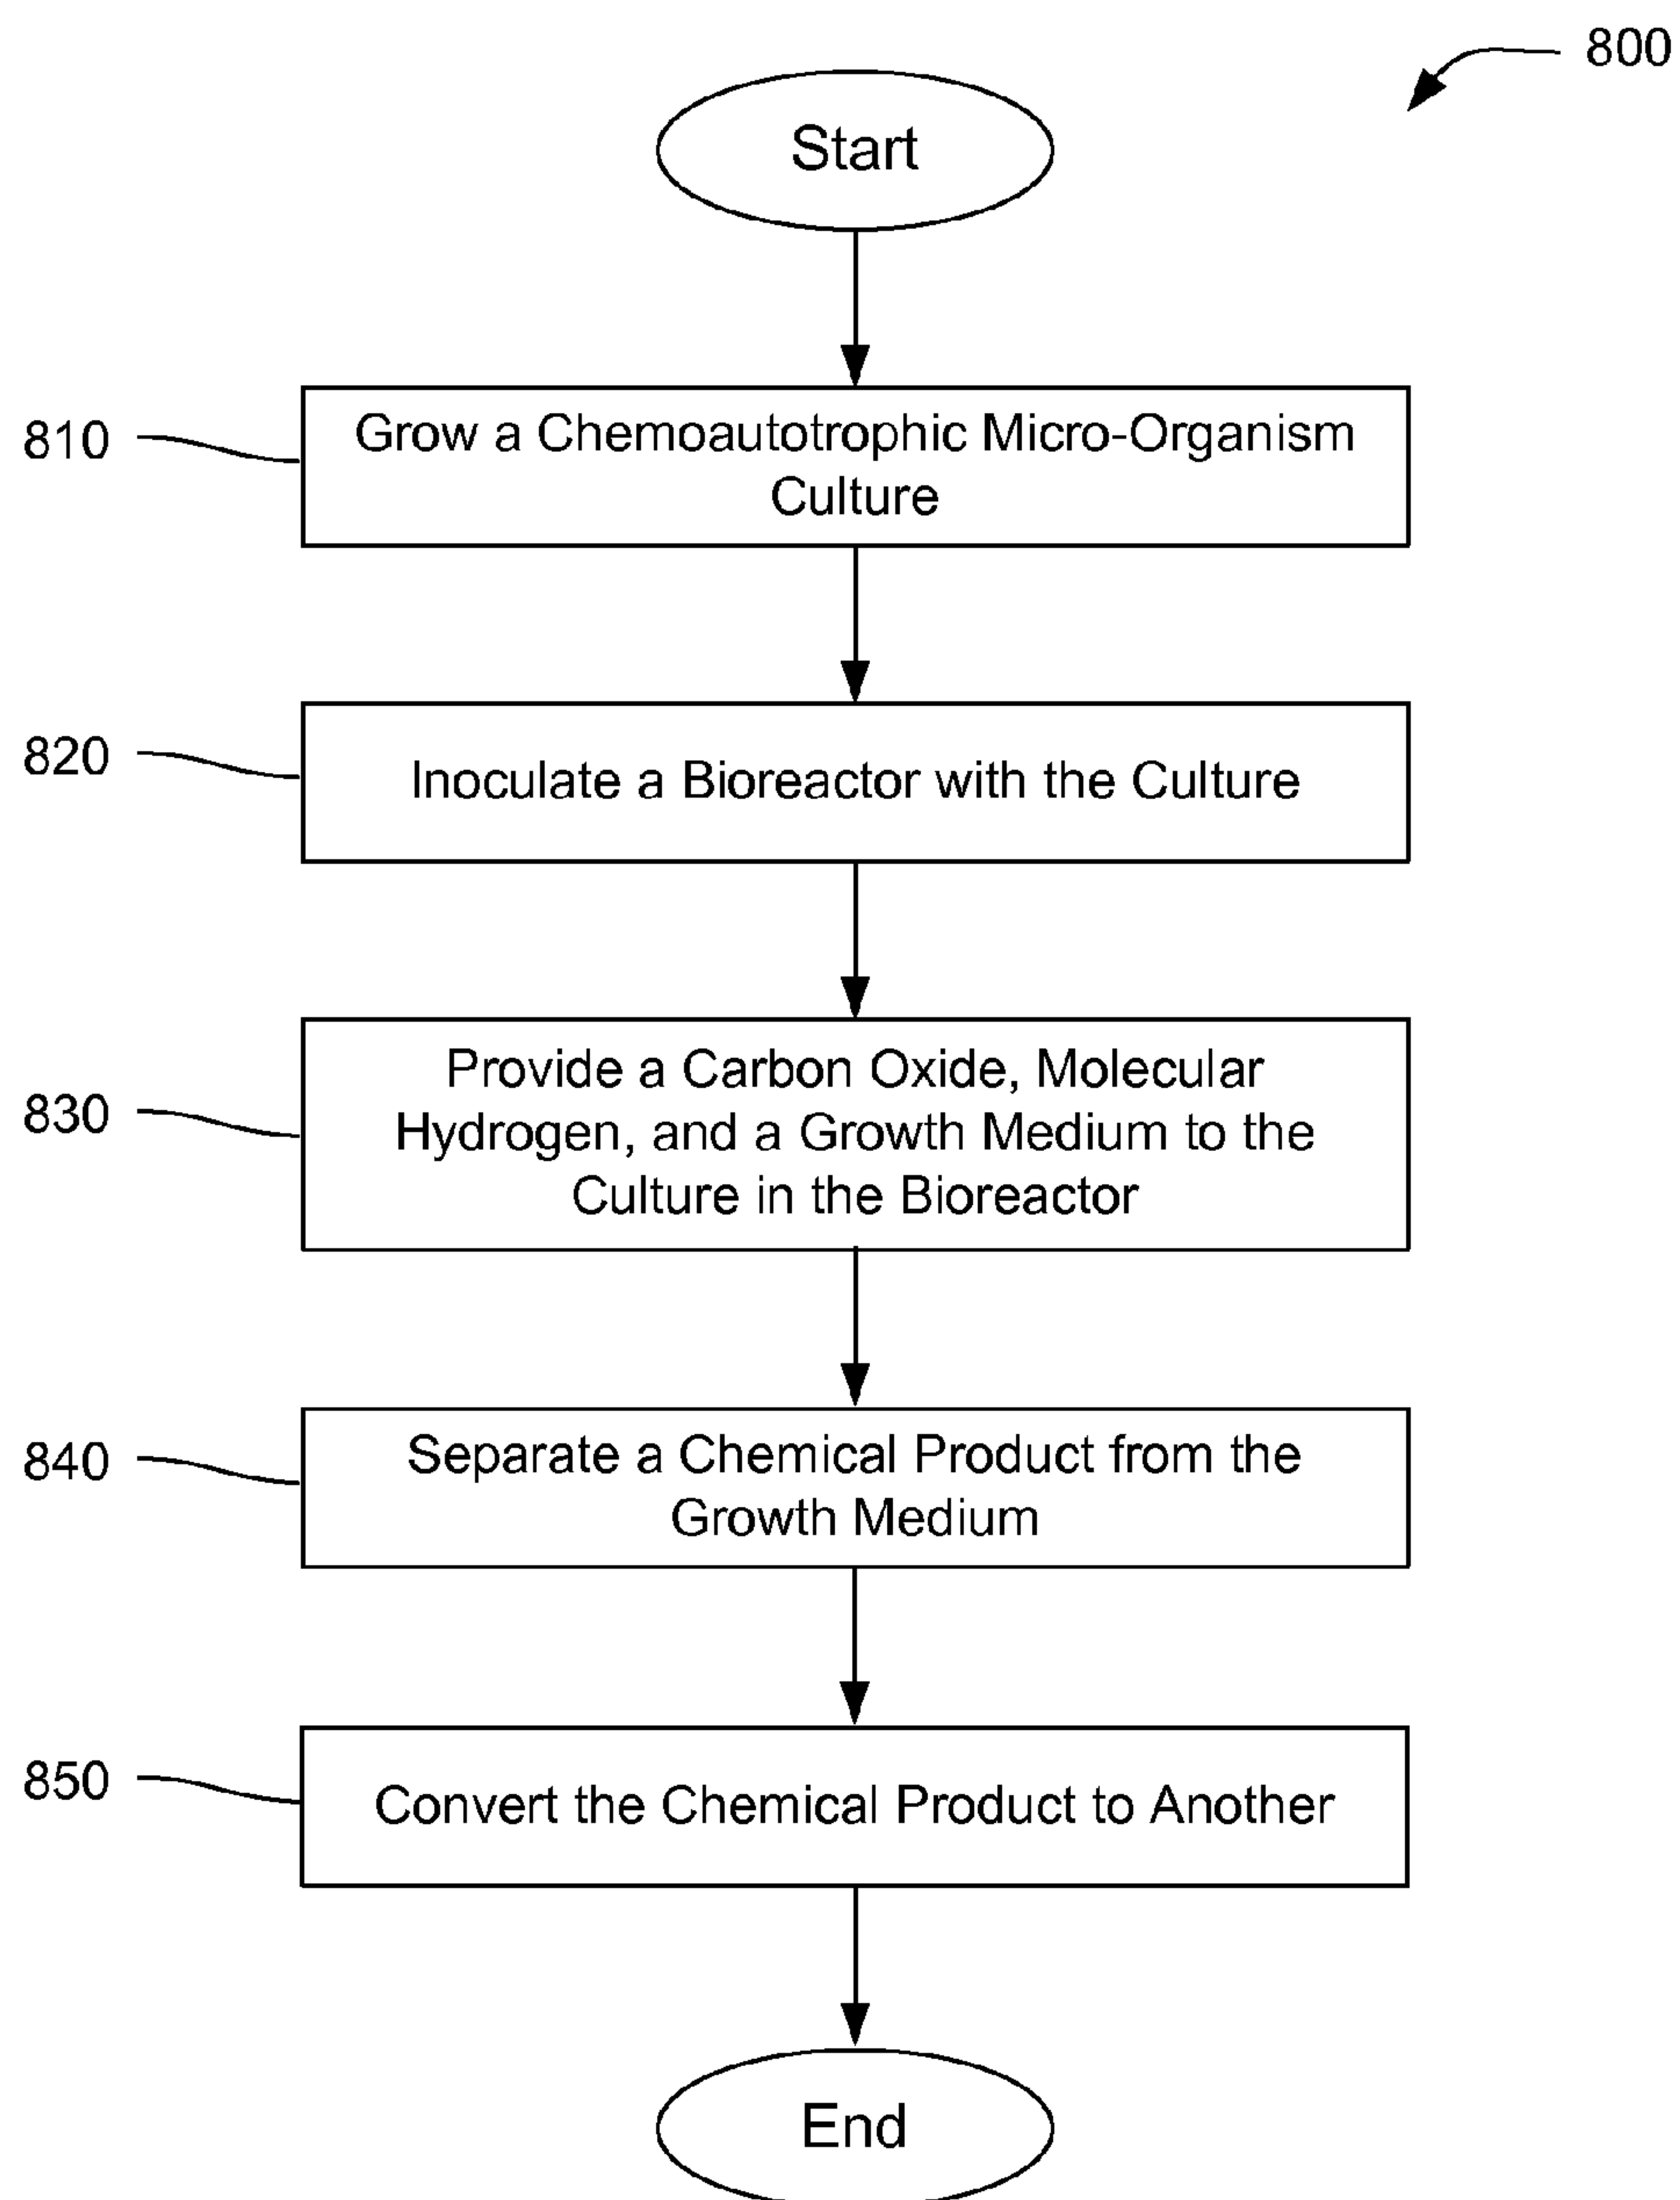 800
Start
810
Grow a Chemoautotrophic Micro-Organism
Culture
820
Inoculate a Bioreactor with the Culture
830
Provide a Carbon Oxide, Molecular
Hydrogen, and a Growth Medium to the
Culture in the Bioreactor
840
Separate a Chemical Product from the
Growth Medium
850
Convert the Chemical Product to Another
End